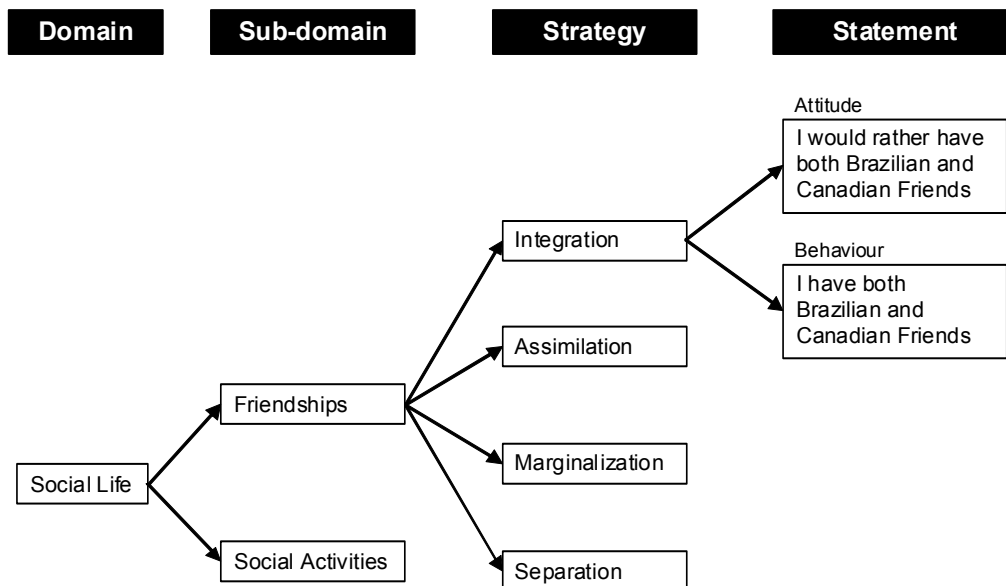 Domain
Sub-domain
Strategy
Statement
Attitude
I would rather have
both Brazilian and
Canadian Friends
Integration
Behaviour
I have both
Brazilian and
Canadian Friends
Assimilation
Friendships
Marginalization
Social Life
Social Activities
Separation